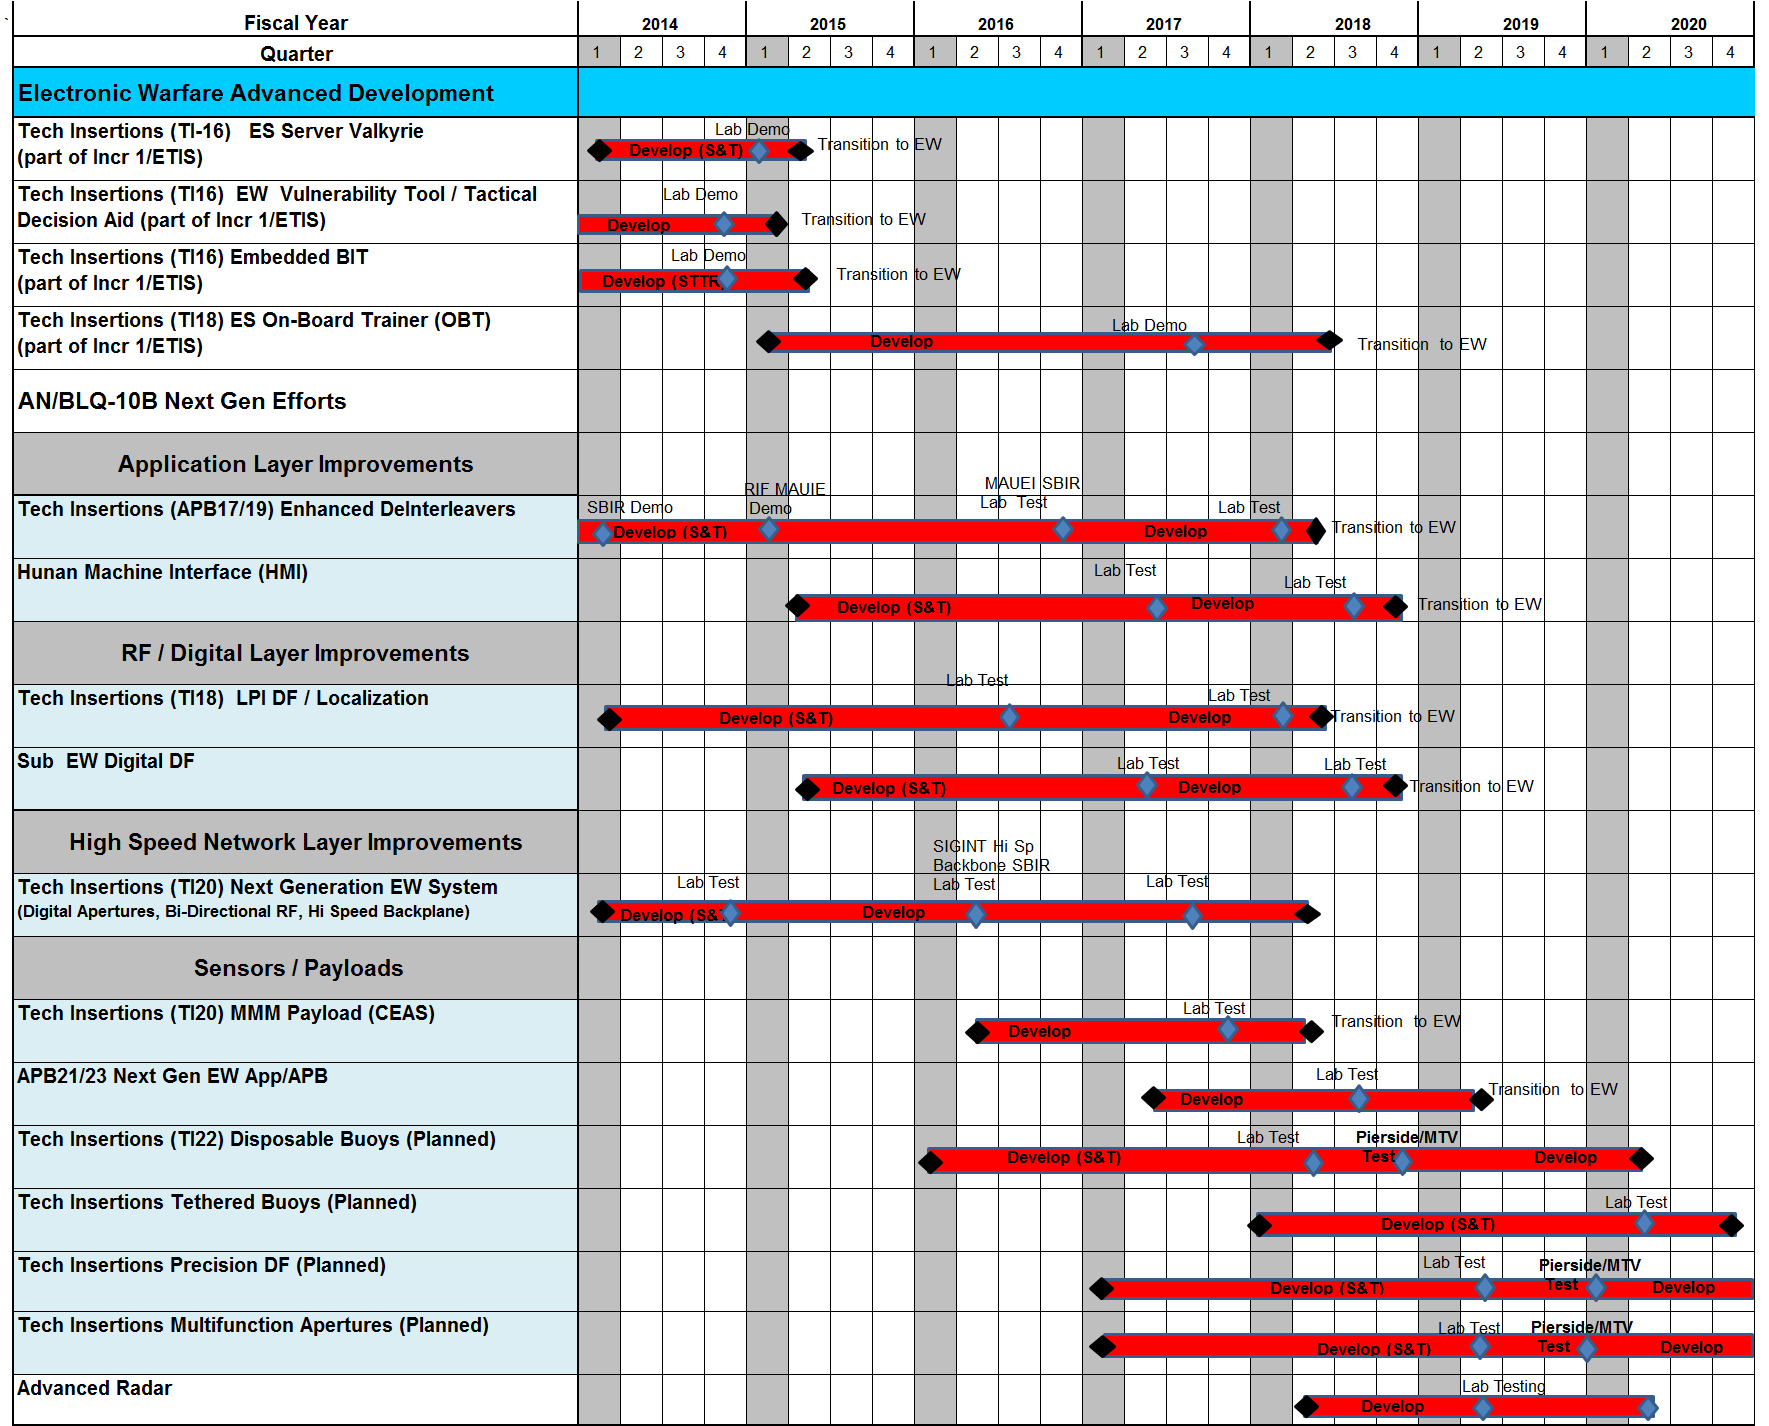 `
Fiscal Year 2014 2015 2016 2017 2018 2019 2020
Quarter 1 2 3 4 1 2 3 4 1 2 3 4 1 2 3 4 1 2 3 4 1 2 3 4 1 2 3 4
Electronic Warfare Advanced Development
Tech Insertions (TI-16) ES Server Valkyrie
(part of Incr 1/ETIS)
Lab Demo
Develop (S&T)
Transition to EW
Tech Insertions (TI16) EW Vulnerability Tool / Tactical
Decision Aid (part of Incr 1/ETIS)
Lab Demo
Develop
Transition to EW
Tech Insertions (TI16) Embedded BIT
(part of Incr 1/ETIS)
Lab Demo
Develop (STTR)
Transition to EW
Tech Insertions (TI18) ES On-Board Trainer (OBT)
(part of Incr 1/ETIS)
Lab Demo
Develop
Transition to EW
AN/BLQ-10B Next Gen Efforts
Application Layer Improvements
Tech Insertions (APB17/19) Enhanced DeInterleavers
SBIR Demo
RIF MAUIE
Demo
MAUEI SBIR
Lab Test
Lab Test
Develop (S&T)
Develop
Transition to EW
Hunan Machine Interface (HMI)
Lab Test
Lab Test
Develop (S&T)
Develop
Transition to EW
RF / Digital Layer Improvements
Tech Insertions (TI18) LPI DF / Localization
Lab Test
Lab Test
Develop (S&T)
Develop
Transition to EW
Sub EW Digital DF
Lab Test
Lab Test
Develop (S&T)
Develop
Transition to EW
High Speed Network Layer Improvements
Tech Insertions (TI20) Next Generation EW System
(Digital Apertures, Bi-Directional RF, Hi Speed Backplane)
Lab Test
SIGINT Hi Sp
Backbone SBIR
Lab Test
Lab Test
Develop (S&T
Develop
Sensors / Payloads
Tech Insertions (TI20) MMM Payload (CEAS)
Lab Test
Develop
Transition to EW
APB21/23 Next Gen EW App/APB
Lab Test
Develop
Transition to EW
Tech Insertions (TI22) Disposable Buoys (Planned)
Lab Test
Pierside/MTV
Test
Develop (S&T)
Develop
Tech Insertions Tethered Buoys (Planned)
Lab Test
Develop (S&T)
Tech Insertions Precision DF (Planned)
Lab Test
Pierside/MTV
Test
Develop (S&T)
Develop
Tech Insertions Multifunction Apertures (Planned)
Lab Test
Pierside/MTV
Test
Develop (S&T)
Develop
Advanced Radar
Lab Testing
Develop